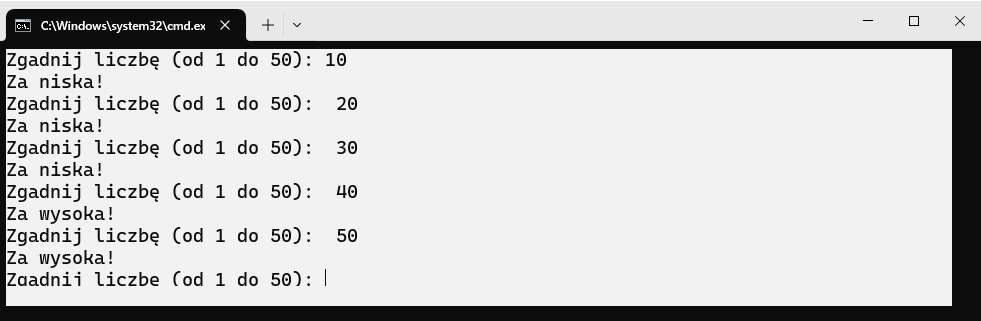 C:\Windows\system32\cmd.ex
Zgadnij liczbę (od 1 do 50): 10
Za niska!
Zgadnij liczbę (od 1 do 50):  20
Za niska!
Zgadnij liczbę (od 1 do 50):  30
Za niska!
Zgadnij liczbę (od 1 do 50):  40
Za wysoka!
Zgadnij liczbę (od 1 do 50):  50
Za wysoka!
Zgadnij liczbę (od 1 do 50):